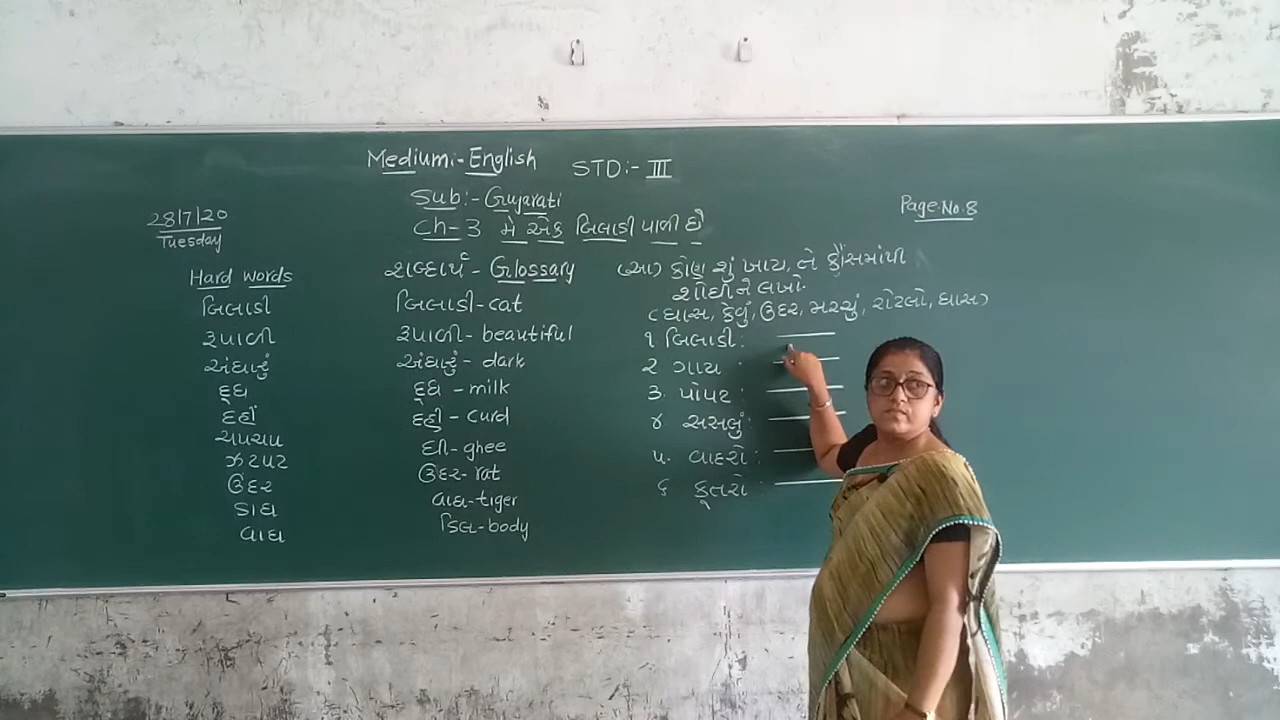 Medium:-English STD:- III
Sub:- Gujarati
Ch-3 મેં એક બિલાડી પાળી છે
28/7/20
Tuesday
Page.No.8
Hard words
બિલાડી
રૂપાળી
અંધારું
દૂધ
દહીં
ચપચપ
ઝટપટ
ઉંદર
ડાઘ
વાઘ
શબ્દાર્થ - Glossary
બિલાડી-cat
રૂપાળી - beautiful
અંધારું - dark
દૂધ - milk
દહીં - curd
ઘી-ghee
ઉંદર- rat
વાઘ-tiger
ડિલ-body
(આ) કોણ શું ખાય, તે કૌંસમાંથી
શોધીને લખો.
(ઘાસ, કેળું, ઉંદર, મરચું, રોટલો, ઘાસ)
૧ બિલાડી:
૨ ગાય :
૩. પોપટ :
૪ સસલું:
૫. વાંદરો :
૬ કૂતરો :